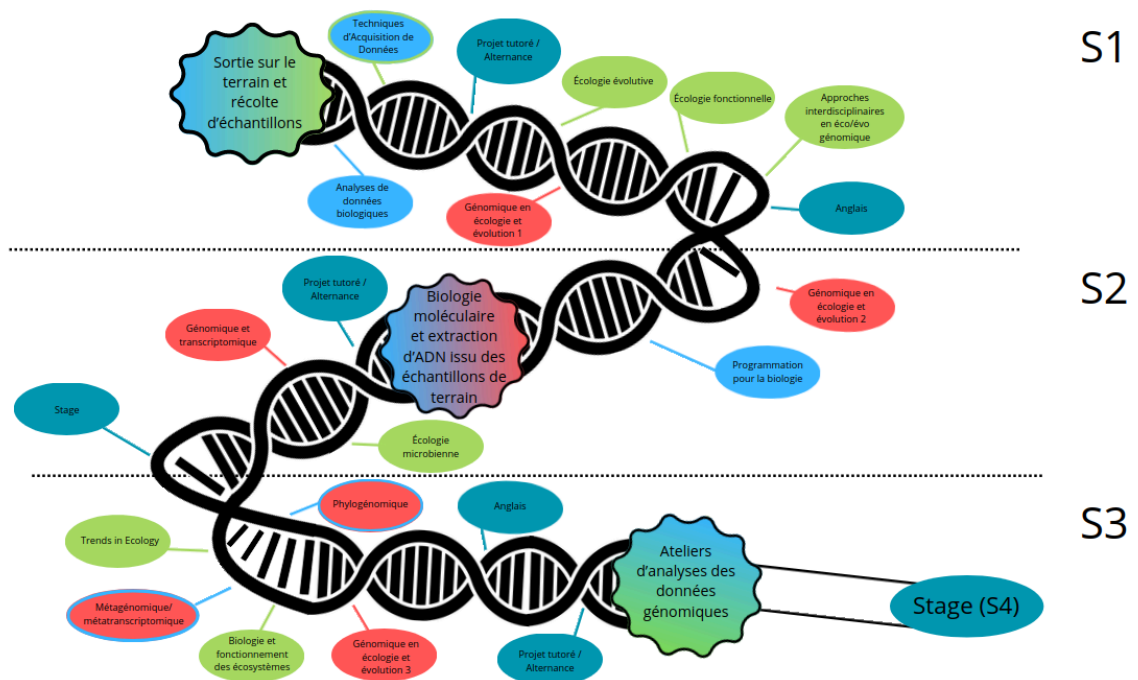 S1
Sortie sur le
terrain et
récolte
d'échantillons
Techniques
d'Acquisition de
Données
Projet tutoré /
Alternance
Écologie évolutive
Écologie fonctionnelle
Approches
interdisciplinaires
en éco/évo
génomique
Analyses de
données
biologiques
Génomique en
écologie et
évolution 1
Anglais
S2
Projet tutoré /
Alternance
Biologie
moléculaire
et extraction
d'ADN issu des
échantillons de
terrain
Génomique en
écologie et
évolution 2
Génomique et
transcriptomique
Programmation
pour la biologie
Stage
Écologie
microbienne
S3
Phylogénomique
Anglais
Trends in Ecology
Ateliers
d'analyses des
données
génomiques
Métagénomique/
métatranscriptomique
Stage (S4)
Biologie et
fonctionnement
des écosystèmes
Génomique en
écologie et
évolution 3
Projet tutoré /
Alternance